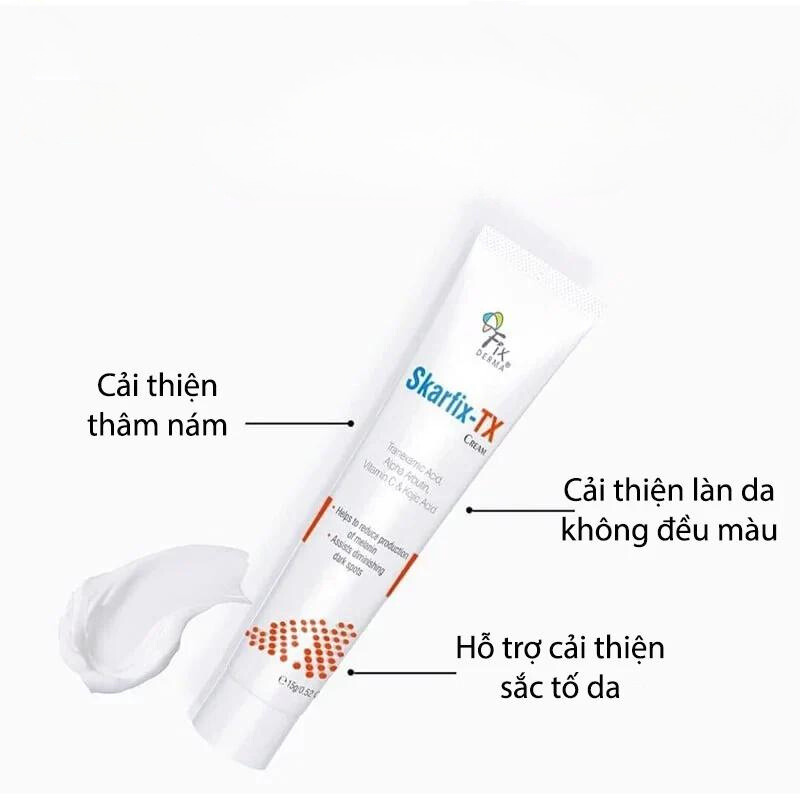 Fix
DERMA®
Skarfix-TX
CREAM
Tranexamic Acid,
Alpha Arbutin,
Vitamin C & Kojic Acid
• Helps to reduce production
of melanin
• Assists diminishing
dark spots
℮15g/0.52
Cải thiện
thâm nám
Cải thiện làn da
không đều màu
Hỗ trợ cải thiện
sắc tố da